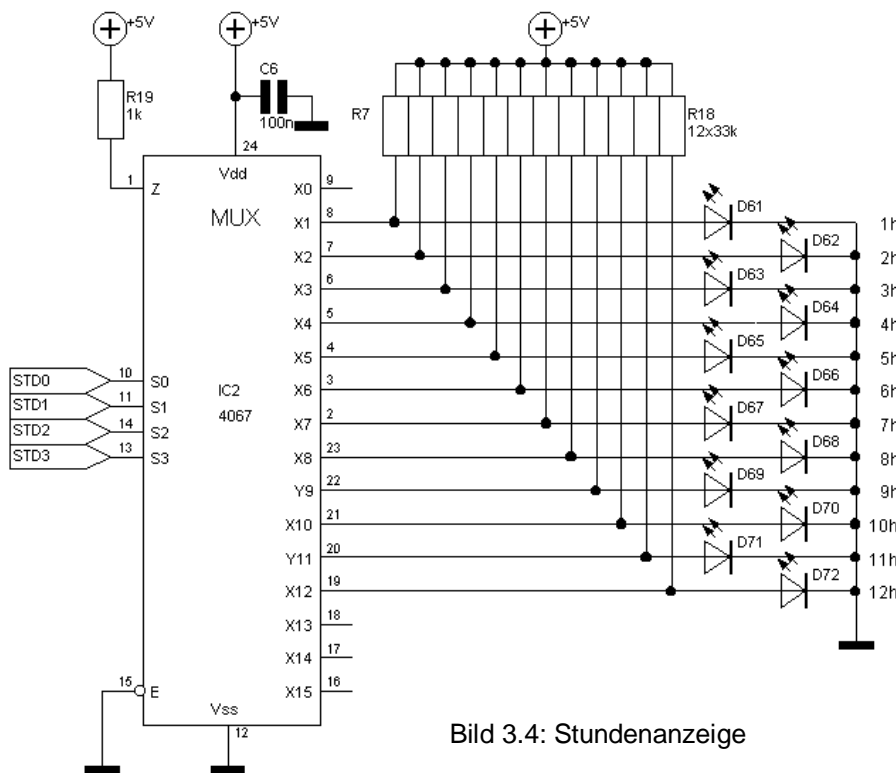 +5V
+5V
+5V
R19
1k
C6
100n
R7
R18
12x33k
24
Vdd
1
Z
MUX
X0
9
X1
8
D61
1h
X2
7
D62
2h
X3
6
D63
3h
X4
5
D64
4h
X5
4
D65
5h
STD0
10
S0
IC2
X6
3
D66
6h
STD1
11
S1
4067
X7
2
D67
7h
STD2
14
S2
STD3
13
S3
X8
23
D68
8h
Y9
22
D69
9h
X10
21
D70
10h
Y11
20
D71
11h
X12
19
D72
12h
X13
18
X14
17
15
E
X15
16
Vss
12
Bild 3.4: Stundenanzeige